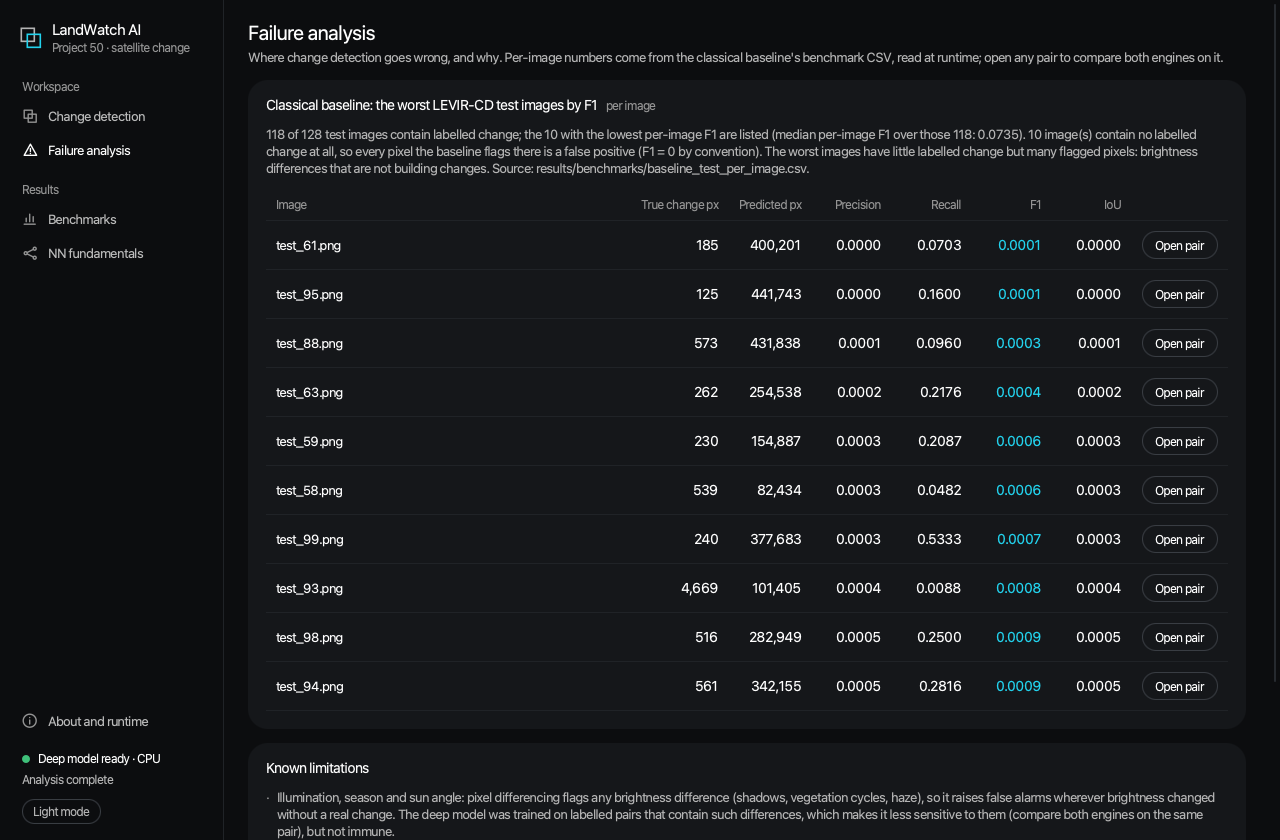 LandWatch AI
Project 50 · satellite change
Workspace
Change detection
Failure analysis
Results
Benchmarks
NN fundamentals
About and runtime
Deep model ready · CPU
Analysis complete
Light mode
Failure analysis
Where change detection goes wrong, and why. Per-image numbers come from the classical baseline's benchmark CSV, read at runtime; open any pair to compare both engines on it.
Classical baseline: the worst LEVIR-CD test images by F1 per image
118 of 128 test images contain labelled change; the 10 with the lowest per-image F1 are listed (median per-image F1 over those 118: 0.0735). 10 image(s) contain no labelled
change at all, so every pixel the baseline flags there is a false positive (F1 = 0 by convention). The worst images have little labelled change but many flagged pixels: brightness
differences that are not building changes. Source: results/benchmarks/baseline_test_per_image.csv.
Image True change px Predicted px Precision Recall F1 IoU
test_61.png 185 400,201 0.0000 0.0703 0.0001 0.0000 Open pair
test_95.png 125 441,743 0.0000 0.1600 0.0001 0.0000 Open pair
test_88.png 573 431,838 0.0001 0.0960 0.0003 0.0001 Open pair
test_63.png 262 254,538 0.0002 0.2176 0.0004 0.0002 Open pair
test_59.png 230 154,887 0.0003 0.2087 0.0006 0.0003 Open pair
test_58.png 539 82,434 0.0003 0.0482 0.0006 0.0003 Open pair
test_99.png 240 377,683 0.0003 0.5333 0.0007 0.0003 Open pair
test_93.png 4,669 101,405 0.0004 0.0088 0.0008 0.0004 Open pair
test_98.png 516 282,949 0.0005 0.2500 0.0009 0.0005 Open pair
test_94.png 561 342,155 0.0005 0.2816 0.0009 0.0005 Open pair
Known limitations
· Illumination, season and sun angle: pixel differencing flags any brightness difference (shadows, vegetation cycles, haze), so it raises false alarms wherever brightness changed
without a real change. The deep model was trained on labelled pairs that contain such differences, which makes it less sensitive to them (compare both engines on the same
pair), but not immune.